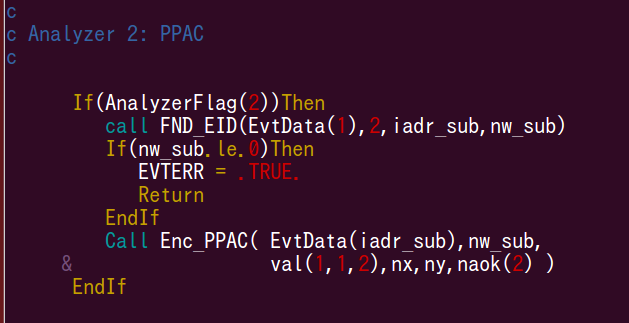 c
c Analyzer 2: PPAC
c
If(AnalyzerFlag(2))Then
call FND_EID(EvtData(1),2,iadr_sub,nw_sub)
If(nw_sub.le.0)Then
EVTERR = .TRUE.
Return
EndIf
Call Enc_PPAC( EvtData(iadr_sub),nw_sub,
& val(1,1,2),nx,ny,naok(2) )
EndIf